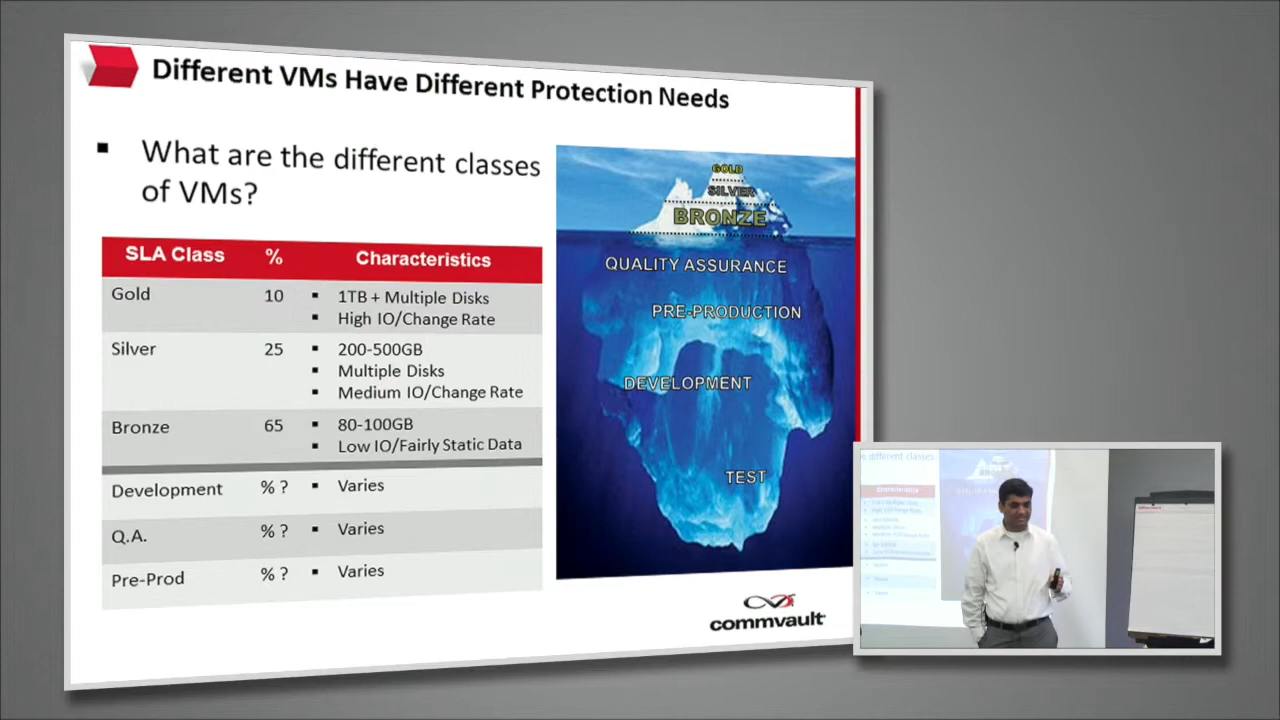 Different VMs Have Different Protection Needs
What are the different classes
of VMs?
SLA Class % Characteristics
Gold 10 ▪ 1TB + Multiple Disks
▪ High IO/Change Rate
Silver 25 ▪ 200-500GB
▪ Multiple Disks
▪ Medium IO/Change Rate
Bronze 65 ▪ 80-100GB
▪ Low IO/Fairly Static Data
Development % ? ▪ Varies
Q.A. % ? ▪ Varies
Pre-Prod % ? ▪ Varies
GOLD
SILVER
BRONZE
QUALITY ASSURANCE
PRE-PRODUCTION
DEVELOPMENT
TEST
commvault
different classes
Characteristics